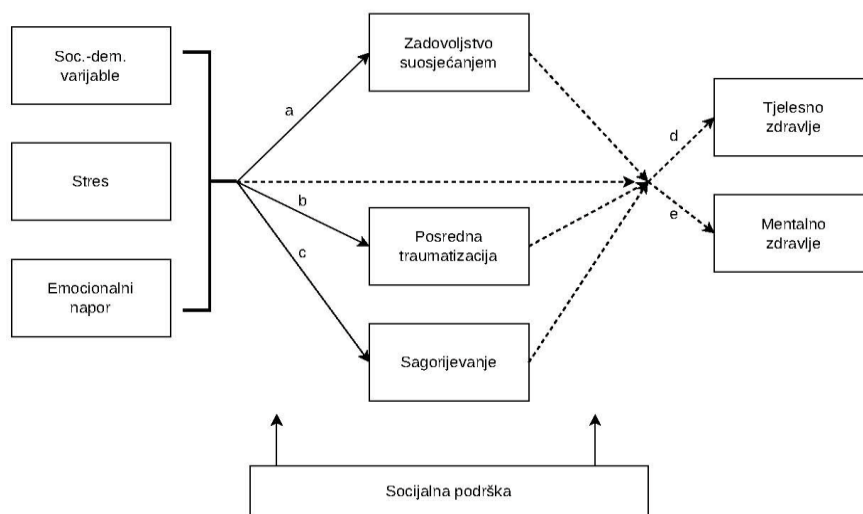 Soc.-dem.
varijable
Stres
Emocionalni
napor
a
b
c
Zadovoljstvo
suosjećanjem
Posredna
traumatizacija
Sagorijevanje
d
e
Tjelesno
zdravlje
Mentalno
zdravlje
Socijalna podrška